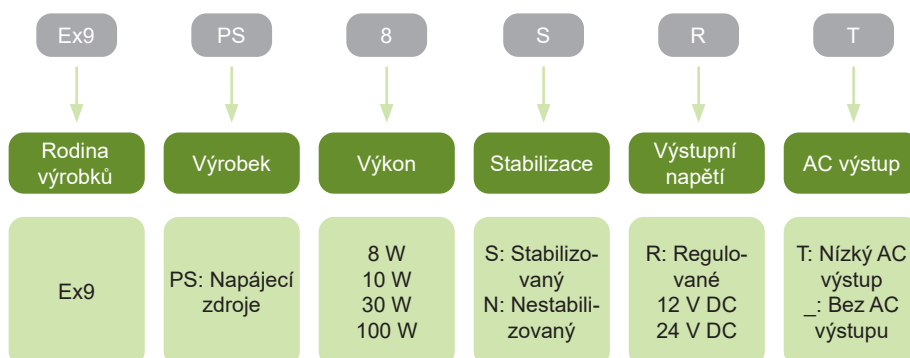 Ex9 PS 8 S R T
Rodina
výrobků
Výrobek
Výkon
Stabilizace
Výstupní
napětí
AC výstup
Ex9
PS: Napájecí
zdroje
8 W
10 W
30 W
100 W
S: Stabilizo-
vaný
N: Nestabili-
zovaný
R: Regulo-
vané
12 V DC
24 V DC
T: Nízký AC
výstup
_: Bez AC
výstupu